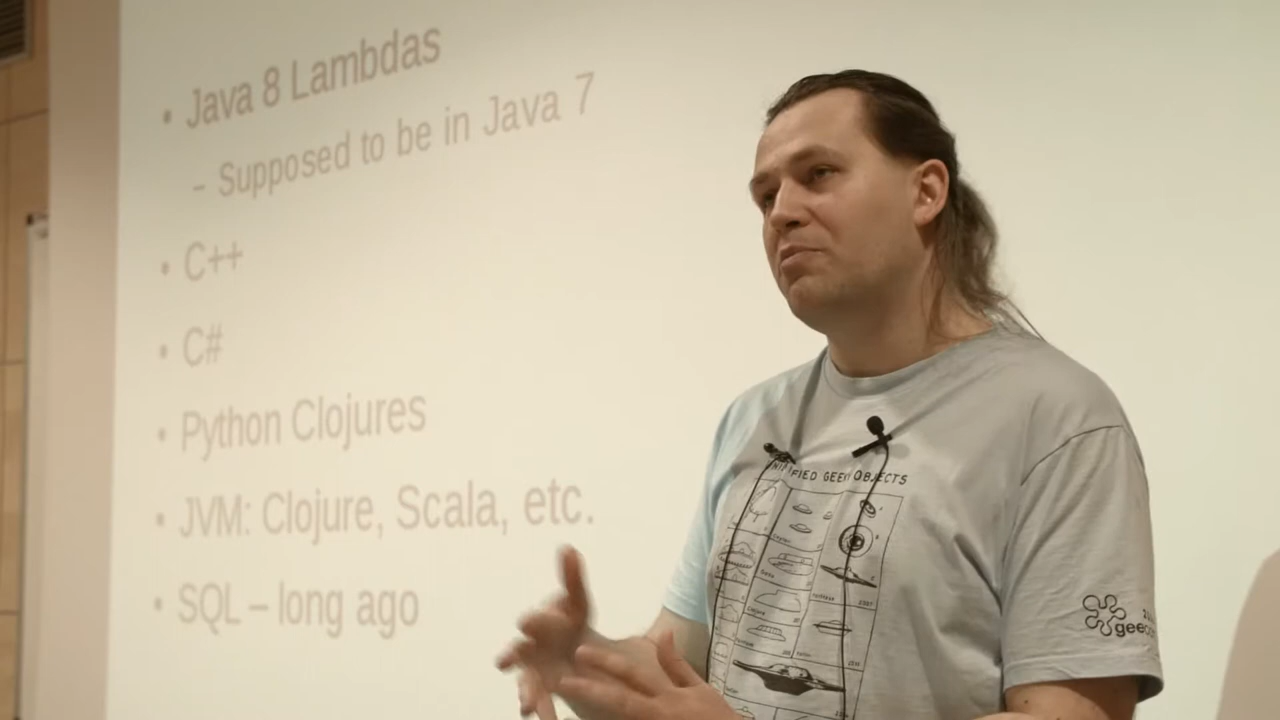 • Java 8 Lambdas
– Supposed to be in Java 7
• C++
• C#
• Python Clojures
• JVM: Clojure, Scala, etc.
• SQL – long ago
GEEK OBJECTS
Clojure